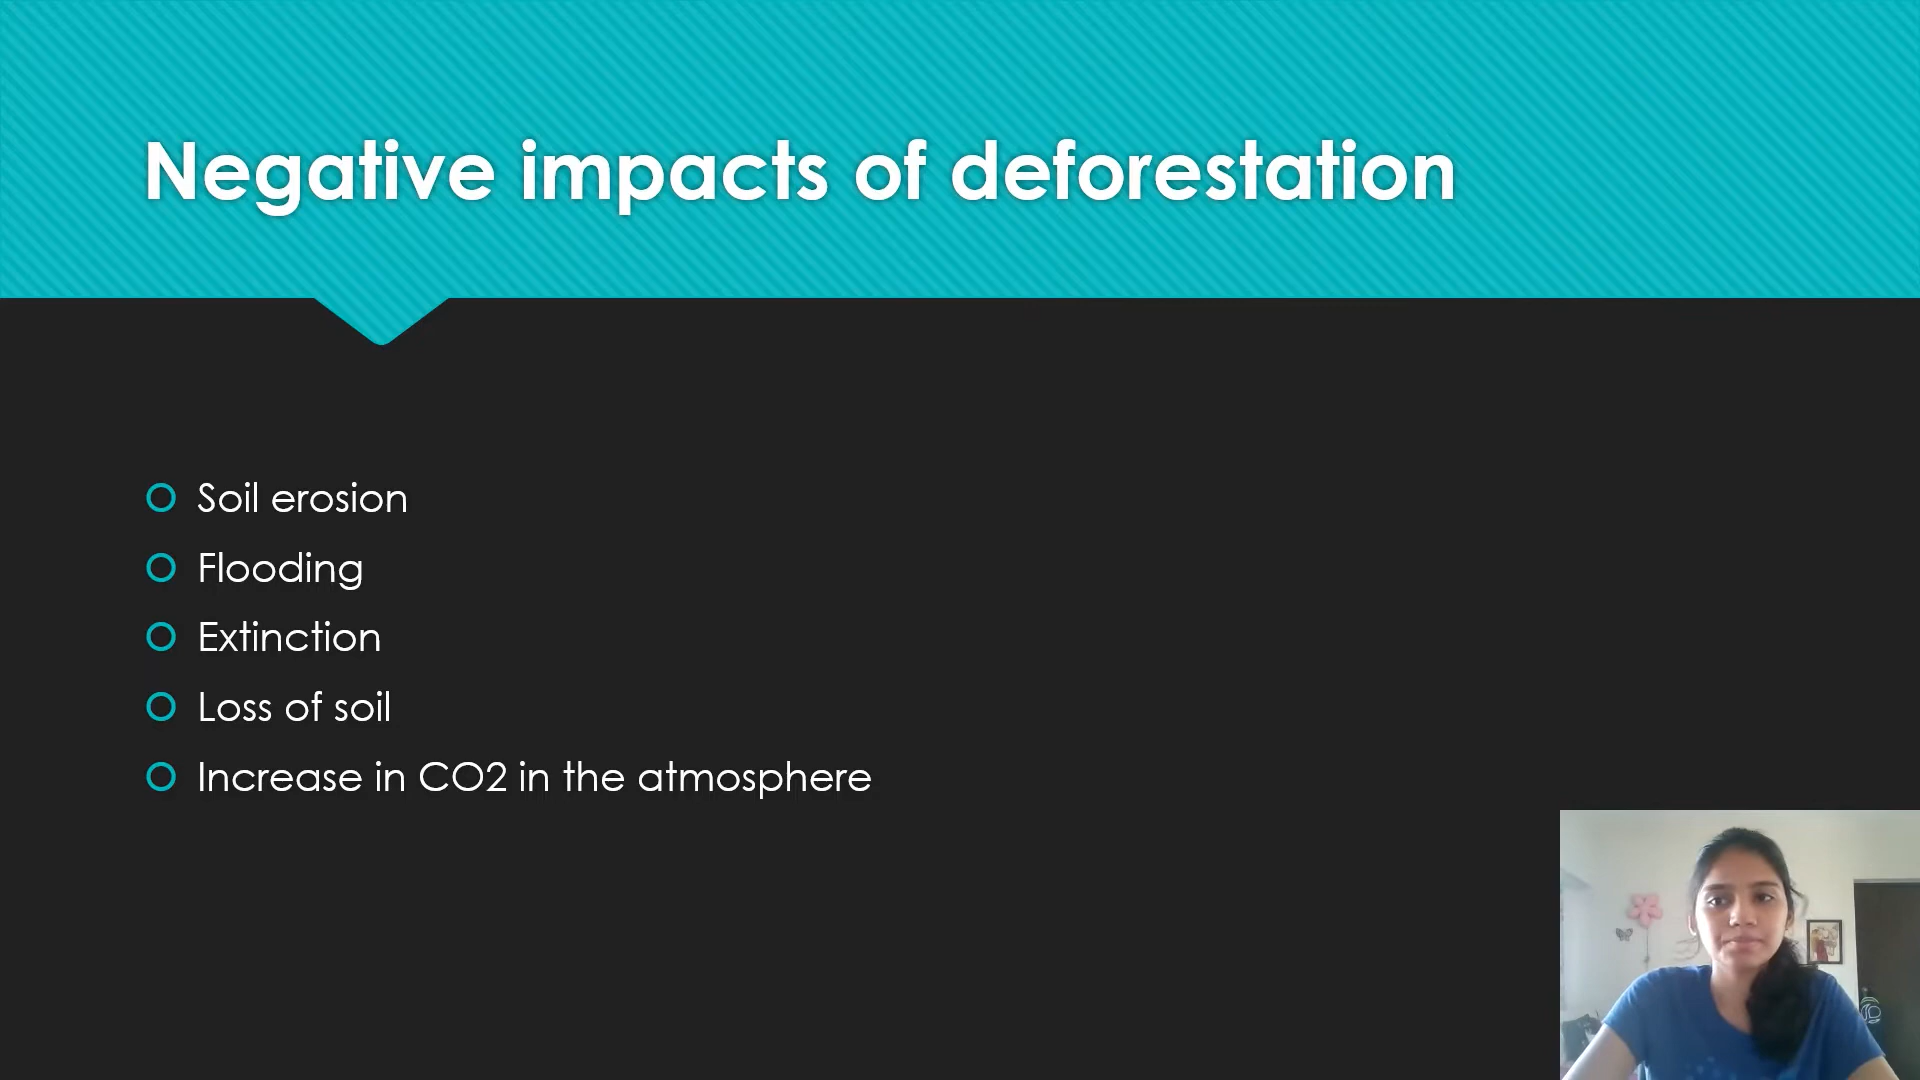 Negative impacts of deforestation
Soil erosion
Flooding
Extinction
Loss of soil
Increase in CO2 in the atmosphere